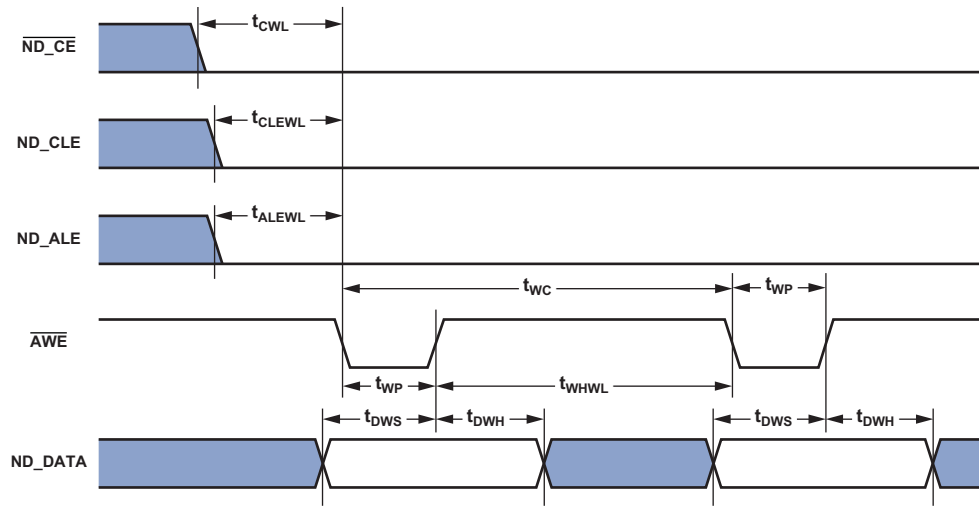 ND_CE
tCWL
ND_CLE
tCLEWL
ND_ALE
tALEWL
tWC
tWP
AWE
tWP
tWHWL
tDWS
tDWH
tDWS
tDWH
ND_DATA